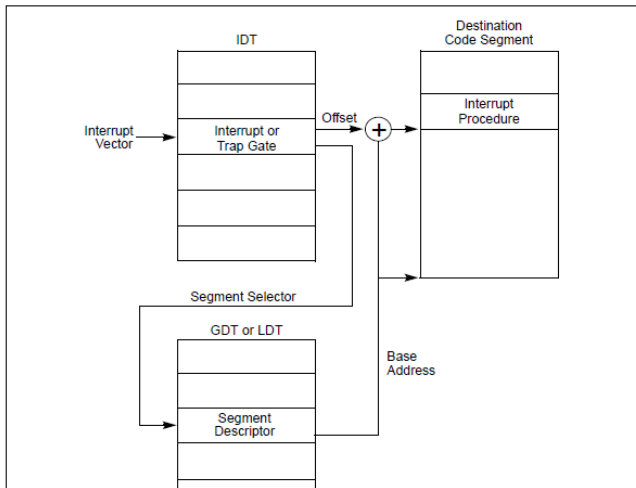 IDT
Destination
Code Segment
Interrupt
Vector
Interrupt or
Trap Gate
Offset
+
Interrupt
Procedure
Segment Selector
GDT or LDT
Base
Address
Segment
Descriptor